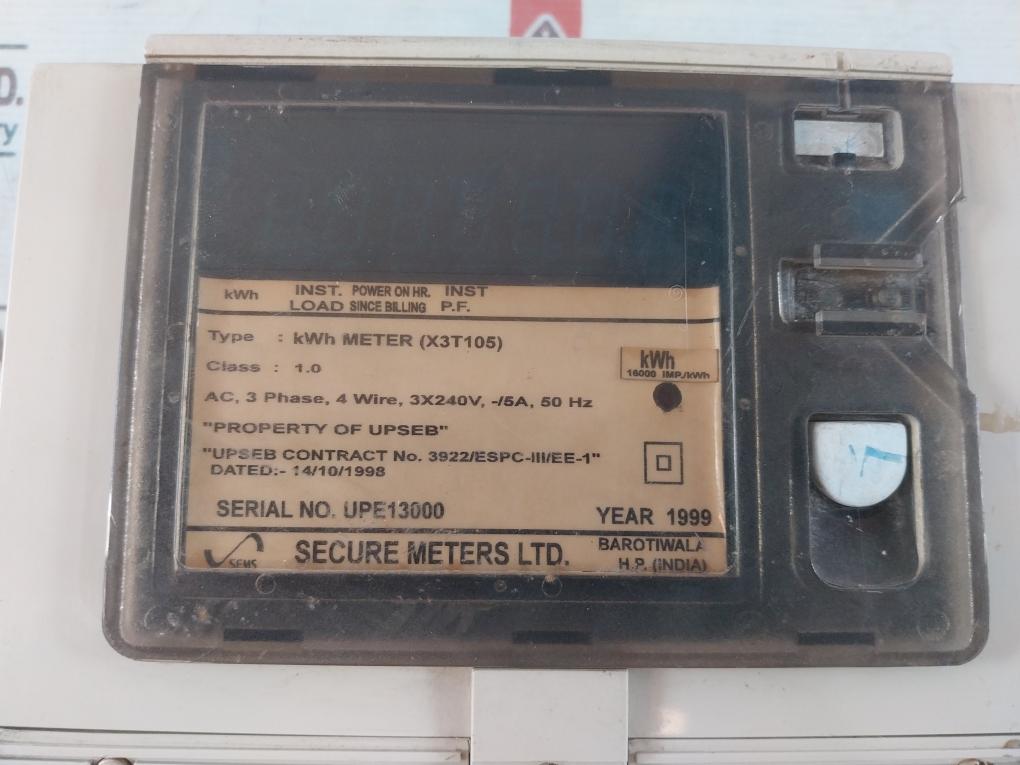 D.
ry
kWh INST. POWER ON HR. INST
LOAD SINCE BILLING P.F.
Type : kWh METER (X3T105)
Class : 1.0
kWh
16000 IMP./kWh
AC, 3 Phase, 4 Wire, 3X240V, -/5A, 50 Hz
"PROPERTY OF UPSEB"
"UPSEB CONTRACT No. 3922/ESPC-III/EE-1"
DATED:- 14/10/1998
SERIAL NO. UPE13000
YEAR 1999
SEMS
SECURE METERS LTD.
BAROTIWALA
H.P. (INDIA)